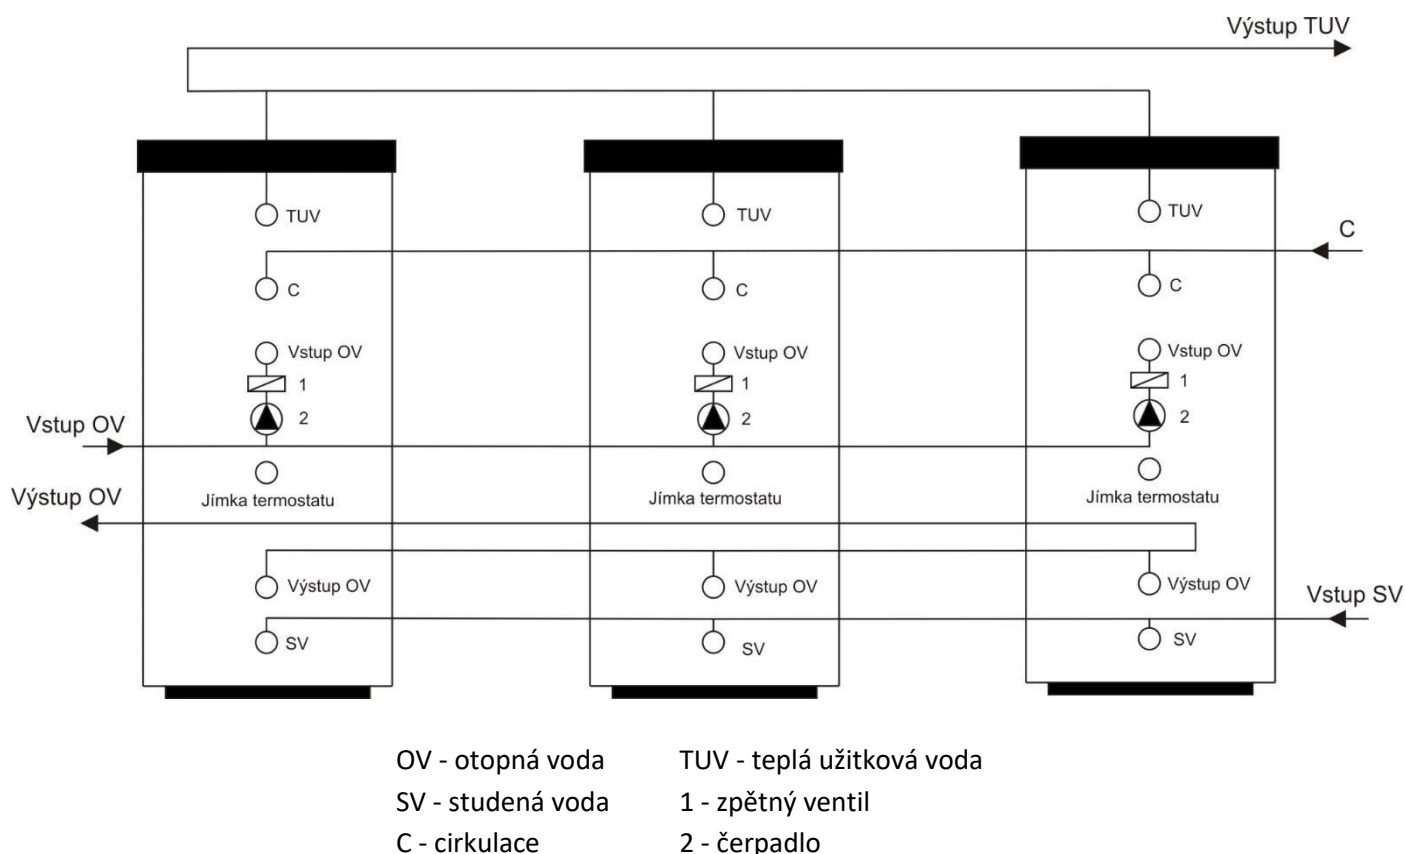 Výstup TUV
TUV TUV TUV
C
C C C
Vstup OV Vstup OV Vstup OV
1 1 1
Vstup OV
2 2 2
Výstup OV
Jímka termostatu Jímka termostatu Jímka termostatu
Výstup OV Výstup OV Výstup OV
Vstup SV
SV SV SV
OV - otopná voda TUV - teplá užitková voda
SV - studená voda 1 - zpětný ventil
C - cirkulace 2 - čerpadlo